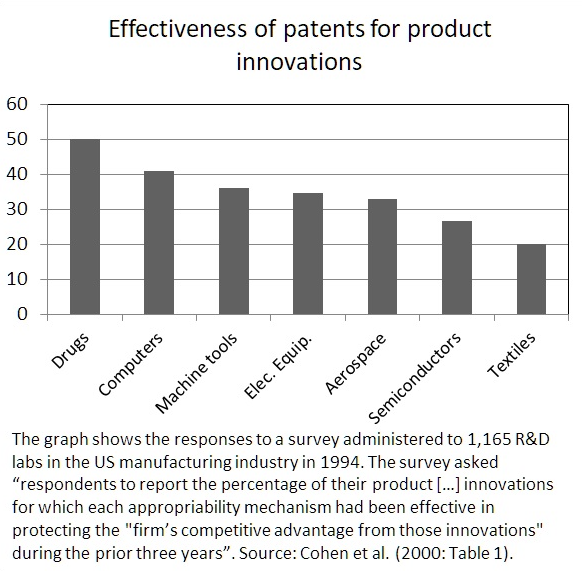 Effectiveness of patents for product
innovations
60
50
40
30
20
10
0
Drugs
Computers
Machine tools
Elec. Equip.
Aerospace
Semiconductors
Textiles
The graph shows the responses to a survey administered to 1,165 R&D
labs in the US manufacturing industry in 1994. The survey asked
“respondents to report the percentage of their product [...] innovations
for which each appropriability mechanism had been effective in
protecting the "firm’s competitive advantage from those innovations"
during the prior three years”. Source: Cohen et al. (2000: Table 1).